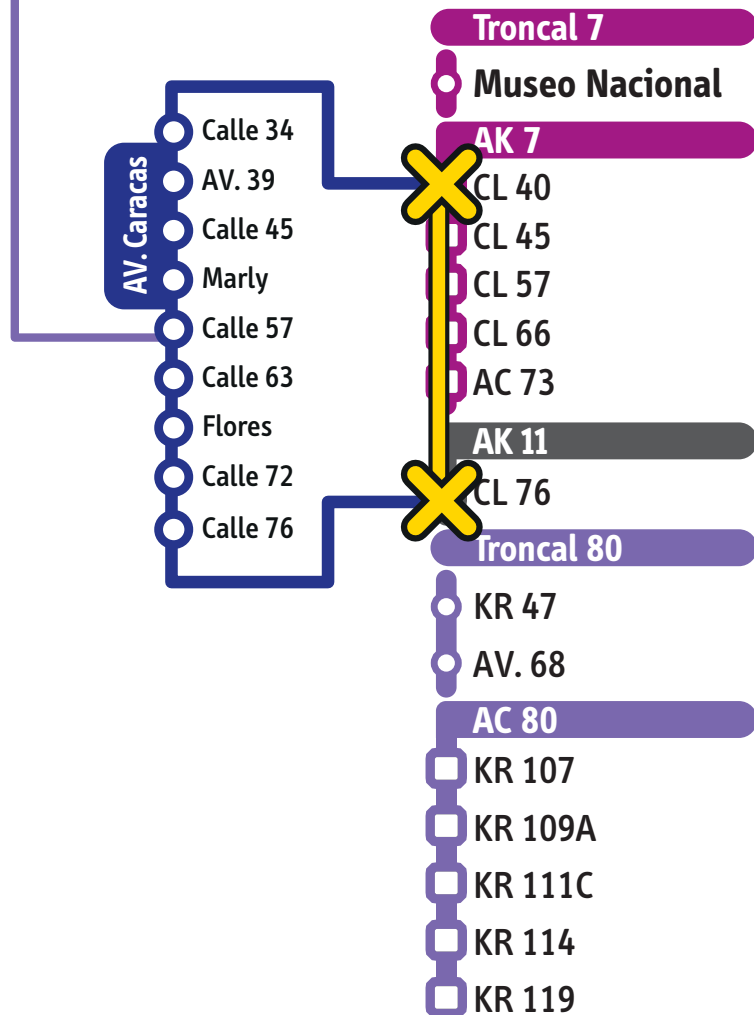 Troncal 7
Museo Nacional
AK 7
CL 40
CL 45
CL 57
CL 66
AC 73
AK 11
CL 76
Troncal 80
KR 47
AV. 68
AC 80
KR 107
KR 109A
KR 111C
KR 114
KR 119
AV. Caracas
Calle 34
AV. 39
Calle 45
Marly
Calle 57
Calle 63
Flores
Calle 72
Calle 76